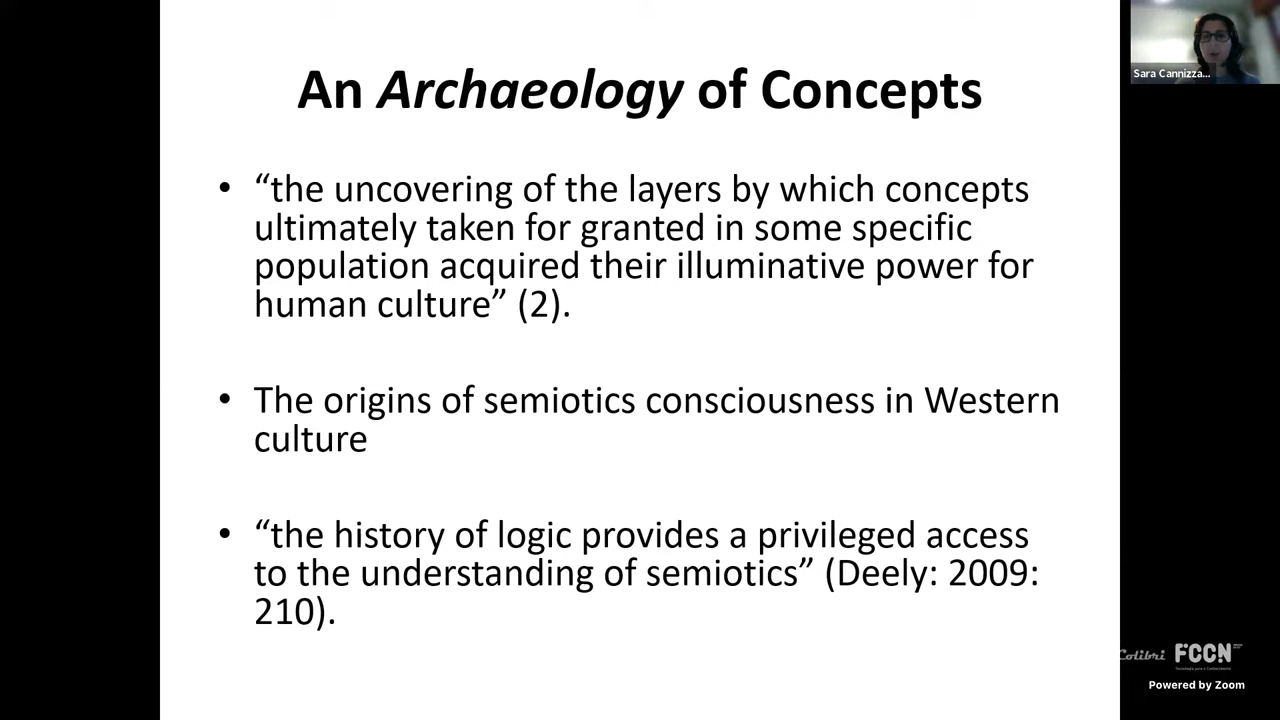 An Archaeology of Concepts
Sara Cannizza...
• “the uncovering of the layers by which concepts
ultimately taken for granted in some specific
population acquired their illuminative power for
human culture” (2).
• The origins of semiotics consciousness in Western
culture
• “the history of logic provides a privileged access
to the understanding of semiotics” (Deely: 2009:
210).
Colibri FCCN
Powered by Zoom